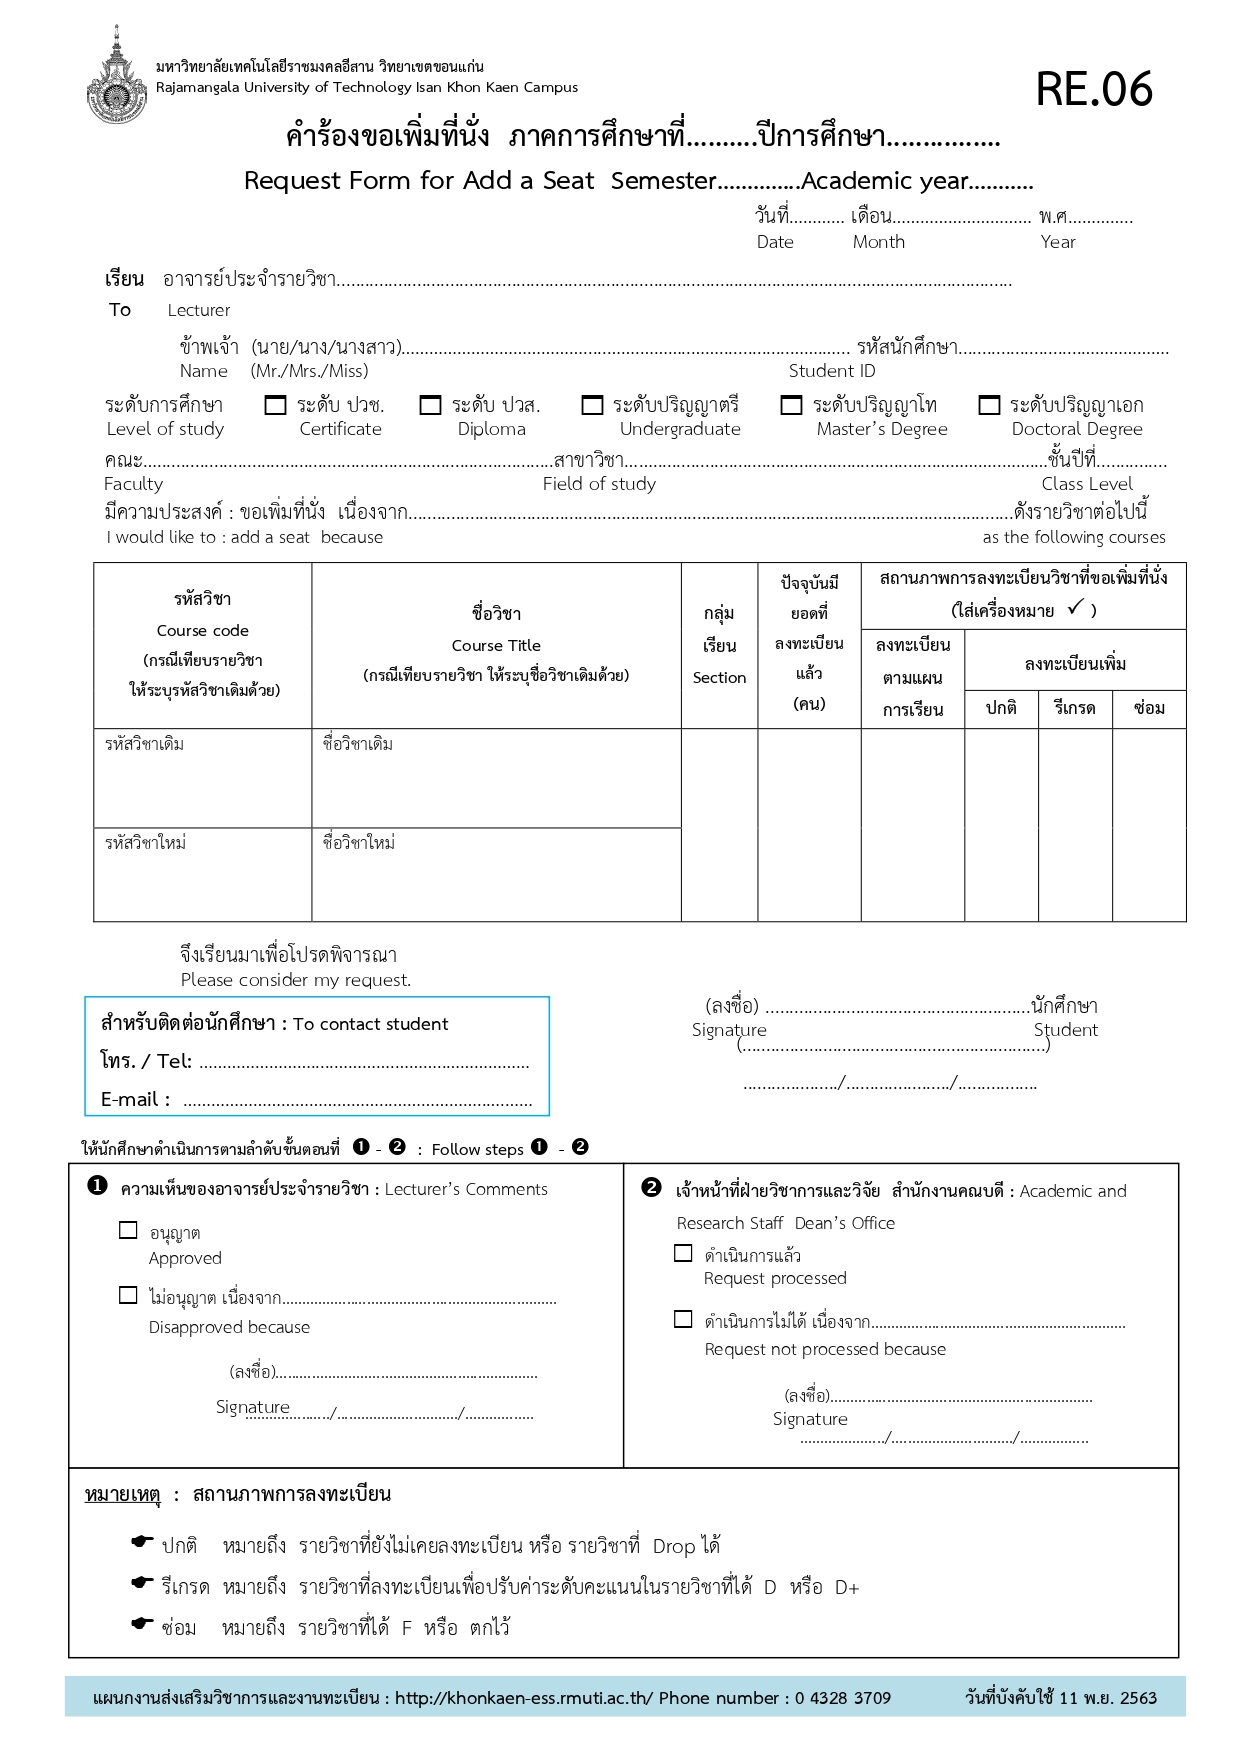 มหาวิทยาลัยเทคโนโลยีราชมงคลอีสาน วิทยาเขตขอนแก่น
Rajamangala University of Technology Isan Khon Kaen Campus
RE.06
คำร้องขอเพิ่มที่นั่ง ภาคการศึกษาที่..........ปีการศึกษา................
Request Form for Add a Seat Semester..............Academic year...........
วันที่............ เดือน.............................. พ.ศ..............
Date Month Year
เรียน อาจารย์ประจำรายวิชา................................................................................................................................................
To Lecturer
ข้าพเจ้า (นาย/นาง/นางสาว)................................................................................................ รหัสนักศึกษา.............................................
Name (Mr./Mrs./Miss) Student ID
ระดับการศึกษา ☐ ระดับ ปวช. ☐ ระดับ ปวส. ☐ ระดับปริญญาตรี ☐ ระดับปริญญาโท ☐ ระดับปริญญาเอก
Level of study Certificate Diploma Undergraduate Master's Degree Doctoral Degree
คณะ.......................................................................................สาขาวิชา..........................................................................................ชั้นปีที่...............
Faculty Field of study Class Level
มีความประสงค์ : ขอเพิ่มที่นั่ง เนื่องจาก................................................................................................................................ดังรายวิชาต่อไปนี้
I would like to : add a seat because as the following courses
รหัสวิชา
Course code
(กรณีเทียบรายวิชา
ให้ระบุรหัสวิชาเดิมด้วย)
ชื่อวิชา
Course Title
(กรณีเทียบรายวิชา ให้ระบุชื่อวิชาเดิมด้วย)
กลุ่ม
เรียน
Section
ปัจจุบันมี
ยอดที่
ลงทะเบียน
แล้ว
(คน)
สถานภาพการลงทะเบียนวิชาที่ขอเพิ่มที่นั่ง
(ใส่เครื่องหมาย ✓ )
ลงทะเบียน
ตามแผน
การเรียน
ลงทะเบียนเพิ่ม
ปกติ รีเกรด ซ่อม
รหัสวิชาเดิม ชื่อวิชาเดิม
รหัสวิชาใหม่ ชื่อวิชาใหม่
จึงเรียนมาเพื่อโปรดพิจารณา
Please consider my request.
สำหรับติดต่อนักศึกษา : To contact student
โทร. / Tel: .......................................................................
E-mail : ...........................................................................
(ลงชื่อ) ........................................................นักศึกษา
Signature Student
(................................................................)
..................../....................../.................
ให้นักศึกษาดำเนินการตามลำดับขั้นตอนที่ ❶ - ❷ : Follow steps ❶ - ❷
❶ ความเห็นของอาจารย์ประจำรายวิชา : Lecturer's Comments
☐ อนุญาต
Approved
☐ ไม่อนุญาต เนื่องจาก....................................................................
Disapproved because
(ลงชื่อ).................................................................
Signature
...................../............................../.................
❷ เจ้าหน้าที่ฝ่ายวิชาการและวิจัย สำนักงานคณบดี : Academic and
Research Staff Dean's Office
☐ ดำเนินการแล้ว
Request processed
☐ ดำเนินการไม่ได้ เนื่องจาก...............................................................
Request not processed because
(ลงชื่อ).................................................................
Signature
...................../............................../.................
หมายเหตุ : สถานภาพการลงทะเบียน
☛ ปกติ หมายถึง รายวิชาที่ยังไม่เคยลงทะเบียน หรือ รายวิชาที่ Drop ได้
☛ รีเกรด หมายถึง รายวิชาที่ลงทะเบียนเพื่อปรับค่าระดับคะแนนในรายวิชาที่ได้ D หรือ D+
☛ ซ่อม หมายถึง รายวิชาที่ได้ F หรือ ตกไว้
แผนกงานส่งเสริมวิชาการและงานทะเบียน : http://khonkaen-ess.rmuti.ac.th/ Phone number : 0 4328 3709 วันที่บังคับใช้ 11 พ.ย. 2563